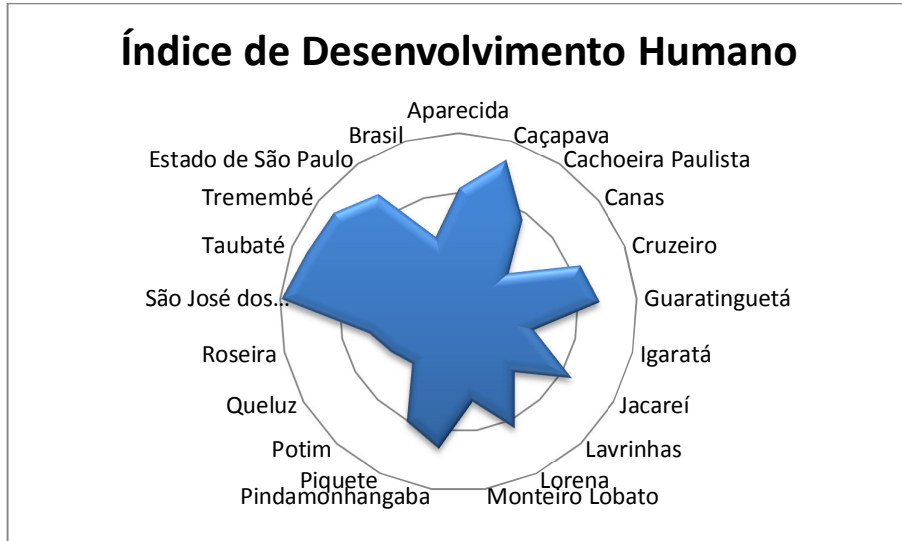 Índice de Desenvolvimento Humano
Aparecida
Caçapava
Cachoeira Paulista
Canas
Cruzeiro
Guaratinguetá
Igaratá
Jacareí
Lavrinhas
Lorena
Monteiro Lobato
Pindamonhangaba
Piquete
Potim
Queluz
Roseira
São José dos...
Taubaté
Tremembé
Estado de São Paulo
Brasil